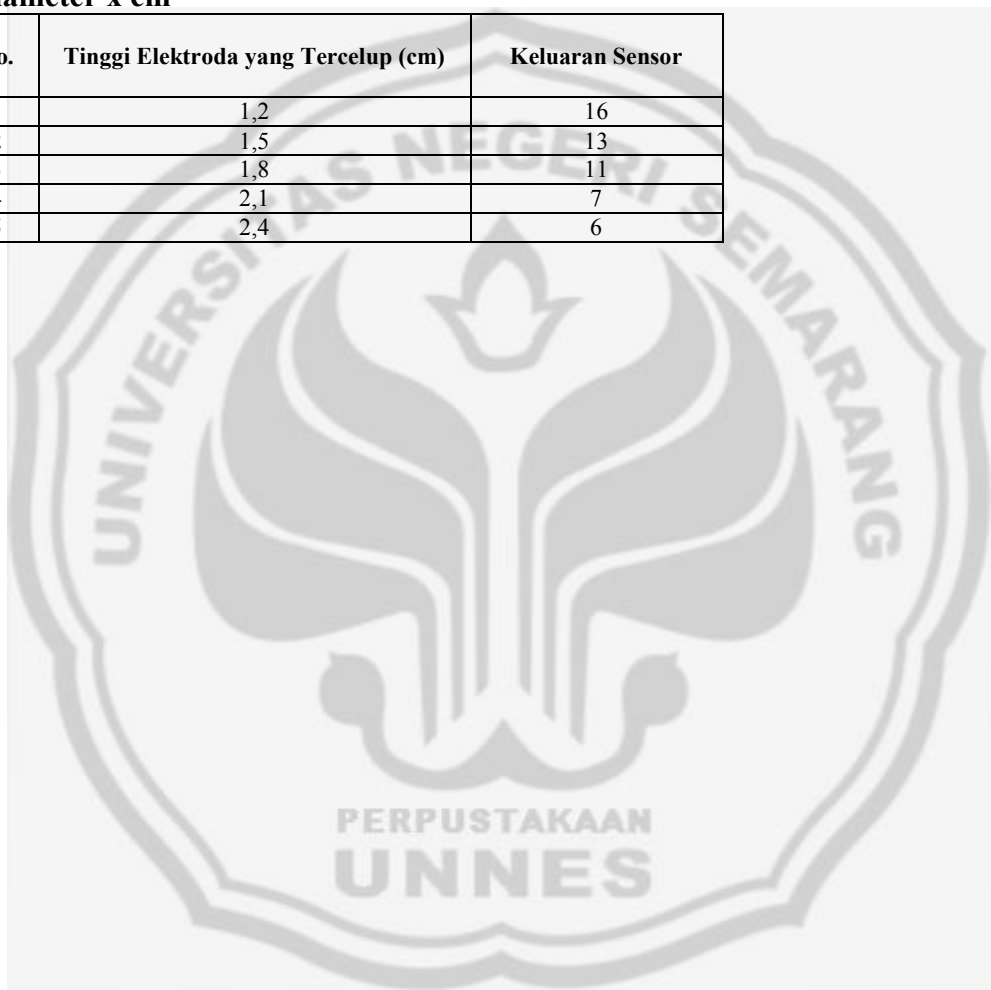 x cm
o. Tinggi Elektroda yang Tercelup (cm) Keluaran Sensor
1,2 16
1,5 13
1,8 11
2,1 7
2,4 6
UNIVERSITAS NEGERI SEMARANG
PERPUSTAKAAN
UNNES